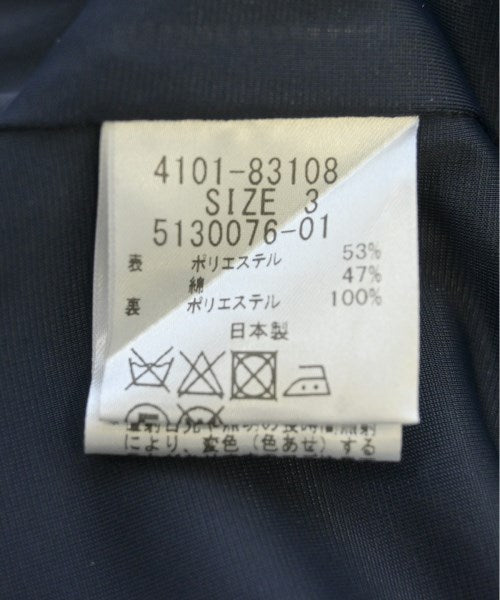 4101-83108
SIZE 3
5130076-01
表 ポリエステル 53%
綿 47%
裏 ポリエステル 100%
日本製
により、変色(色あせ)する